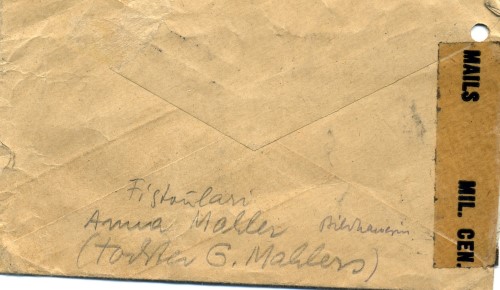 Fistoulari
Anna Mahler Bildhauerin
(Tochter G. Mahlers)
MAILS
MIL. CEN.